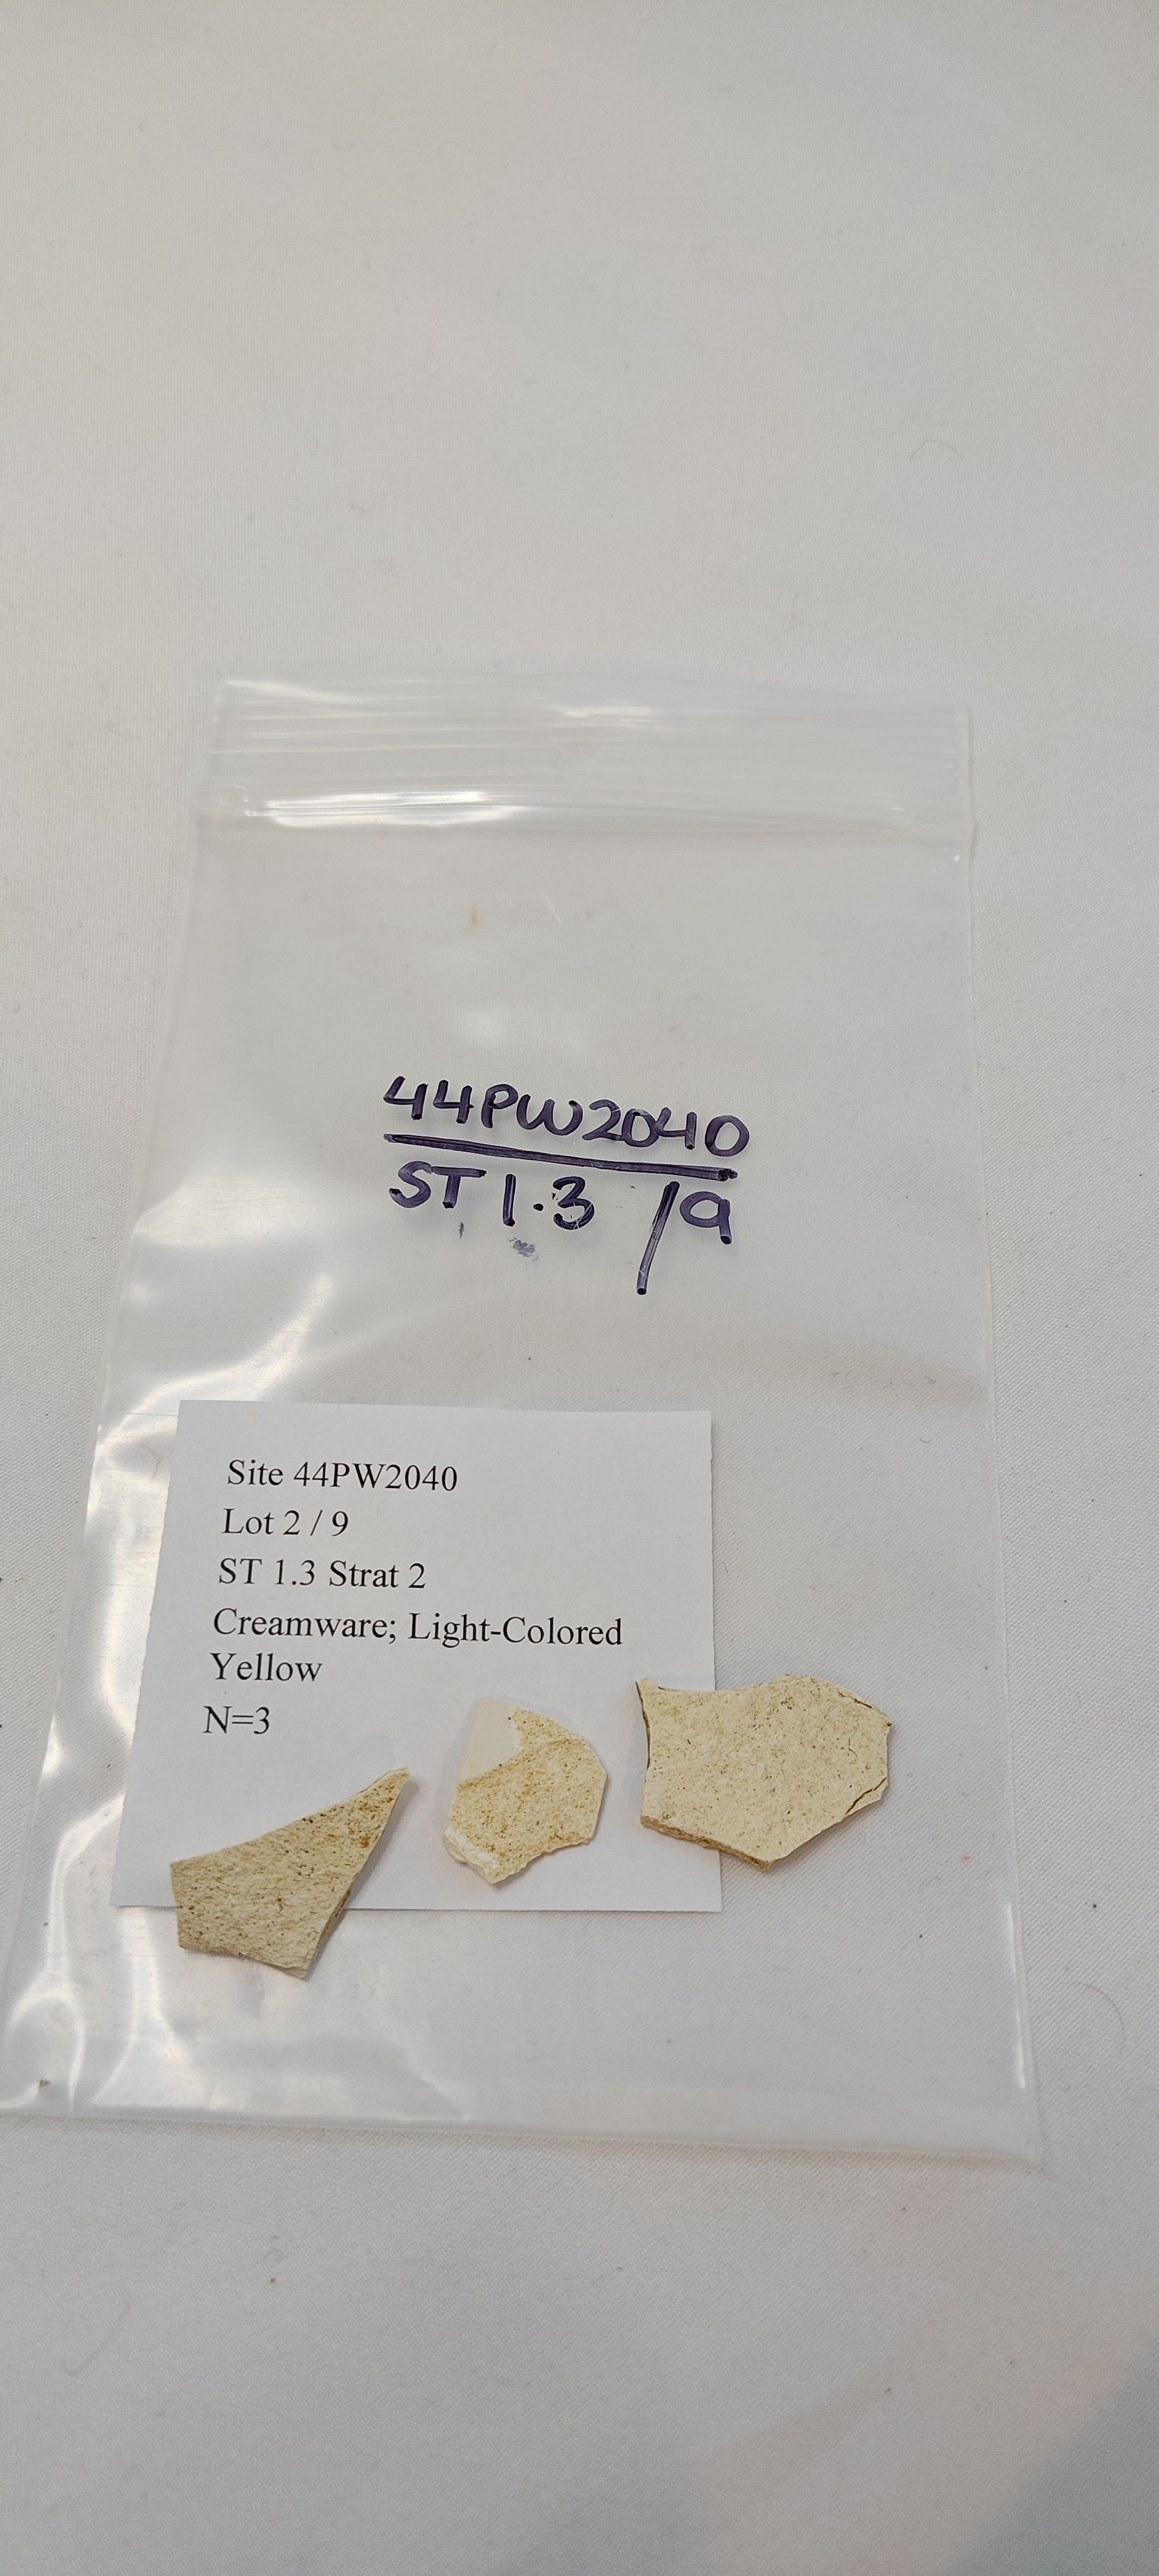 44PW2040
ST 1.3 /9
Site 44PW2040
Lot 2 / 9
ST 1.3 Strat 2
Creamware; Light-Colored
Yellow
N=3